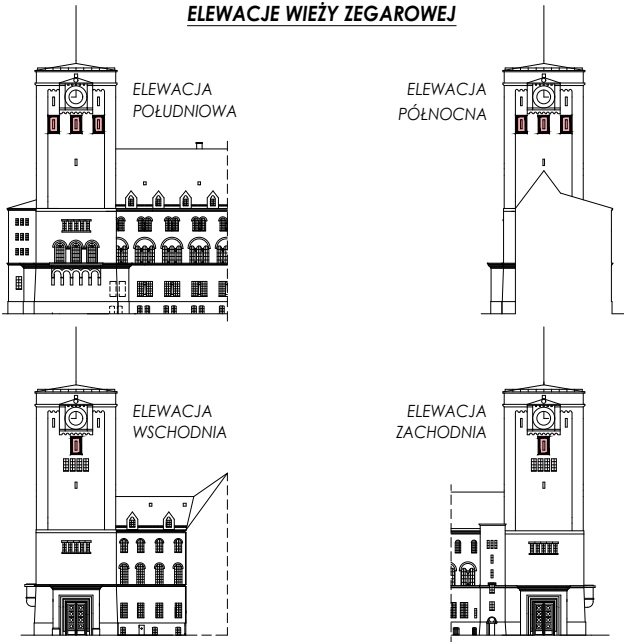 ELEWACJE WIEŻY ZEGAROWEJ
ELEWACJA
POŁUDNIOWA
ELEWACJA
PÓŁNOCNA
ELEWACJA
WSCHODNIA
ELEWACJA
ZACHODNIA